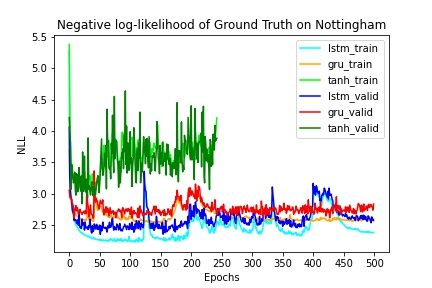 Negative log-likelihood of Ground Truth on Nottingham
5.5
5.0
4.5
4.0
3.5
3.0
2.5
NLL
0 50 100 150 200 250 300 350 400 450 500
Epochs
lstm_train
gru_train
tanh_train
lstm_valid
gru_valid
tanh_valid